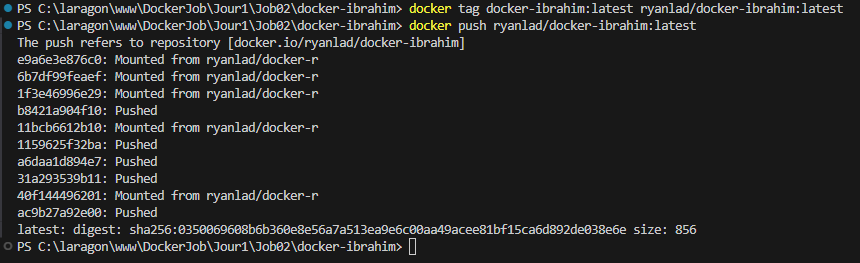 PS C:\laragon\www\DockerJob\Jour1\Job02\docker-ibrahim> docker tag docker-ibrahim:latest ryanlad/docker-ibrahim:latest
PS C:\laragon\www\DockerJob\Jour1\Job02\docker-ibrahim> docker push ryanlad/docker-ibrahim:latest
The push refers to repository [docker.io/ryanlad/docker-ibrahim]
e9a6e3e876c0: Mounted from ryanlad/docker-r
6b7df99feaef: Mounted from ryanlad/docker-r
1f3e46996e29: Mounted from ryanlad/docker-r
b8421a904f10: Pushed
11bcb6612b10: Mounted from ryanlad/docker-r
1159625f32ba: Pushed
a6daa1d894e7: Pushed
31a293539b11: Pushed
40f144496201: Mounted from ryanlad/docker-r
ac9b27a92e00: Pushed
latest: digest: sha256:0350069608b6b360e8e56a7a513ea9e6c00aa49acee81bf15ca6d892de038e6e size: 856
PS C:\laragon\www\DockerJob\Jour1\Job02\docker-ibrahim>